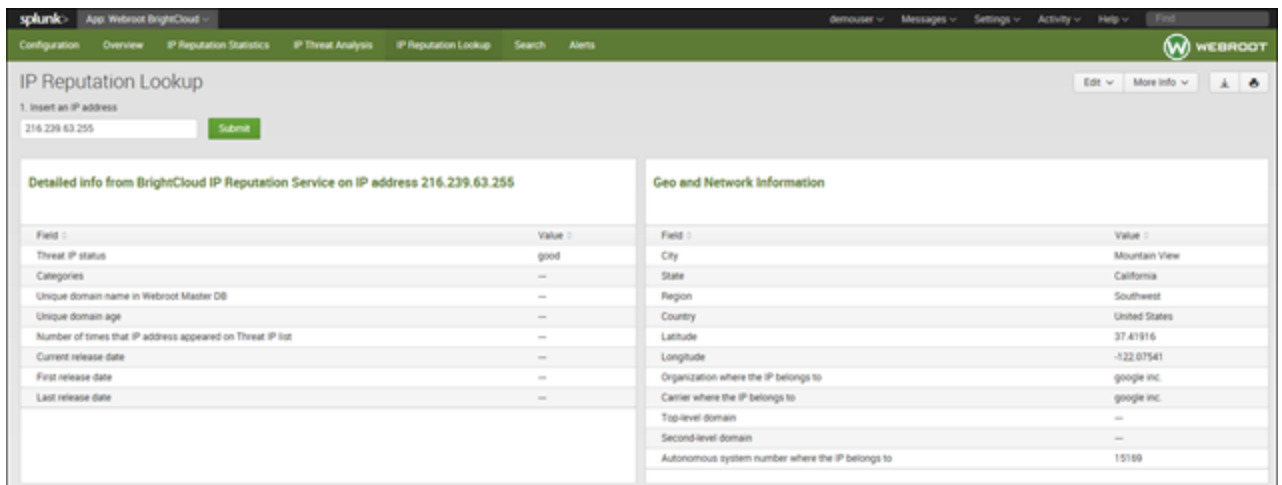 splunk> App: Webroot BrightCloud demouser Messages Settings Activity Help Find
Configuration Overview IP Reputation Statistics IP Threat Analysis IP Reputation Lookup Search Alerts W WEBROOT
IP Reputation Lookup Edit More Info
1. Insert an IP address
216.239.63.255 Submit
Detailed info from BrightCloud IP Reputation Service on IP address 216.239.63.255
Field Value
Threat IP status good
Categories —
Unique domain name in Webroot Master DB —
Unique domain age —
Number of times that IP address appeared on Threat IP list —
Current release date —
First release date —
Last release date —
Geo and Network Information
Field Value
City Mountain View
State California
Region Southwest
Country United States
Latitude 37.41916
Longitude -122.07541
Organization where the IP belongs to google inc.
Carrier where the IP belongs to google inc.
Top-level domain —
Second-level domain —
Autonomous system number where the IP belongs to 15169